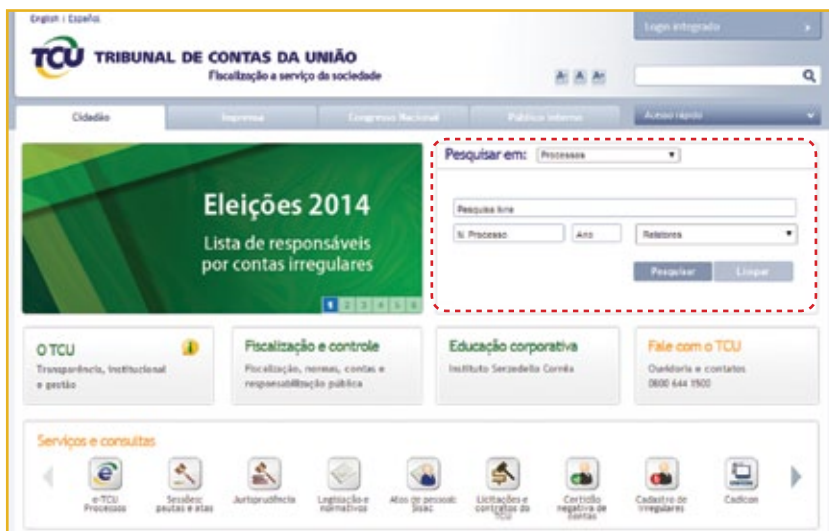 English | Español
Login integrado
TCU TRIBUNAL DE CONTAS DA UNIÃO
Fiscalização a serviço da sociedade
A- A A+
Cidadão Imprensa Congresso Nacional Público interno Acesso rápido
Eleições 2014
Lista de responsáveis
por contas irregulares
1 2 3 4 5 6
Pesquisar em: Processos
Pesquisa livre
N. Processo Ano Relatores
Pesquisar Limpar
O TCU
Transparência, institucional
e gestão
Fiscalização e controle
Fiscalização, normas, contas e
responsabilização pública
Educação corporativa
Instituto Serzedello Corrêa
Fale com o TCU
Ouvidoria e contatos
0800 644 1500
Serviços e consultas
e-TCU
Processos
Sessões:
pautas e atas
Jurisprudência
Legislação e
normativos
Atos de pessoal:
Sisac
Licitações e
contratos do
TCU
Certidão
negativa de
contas
Cadastro de
irregulares
Cadicon